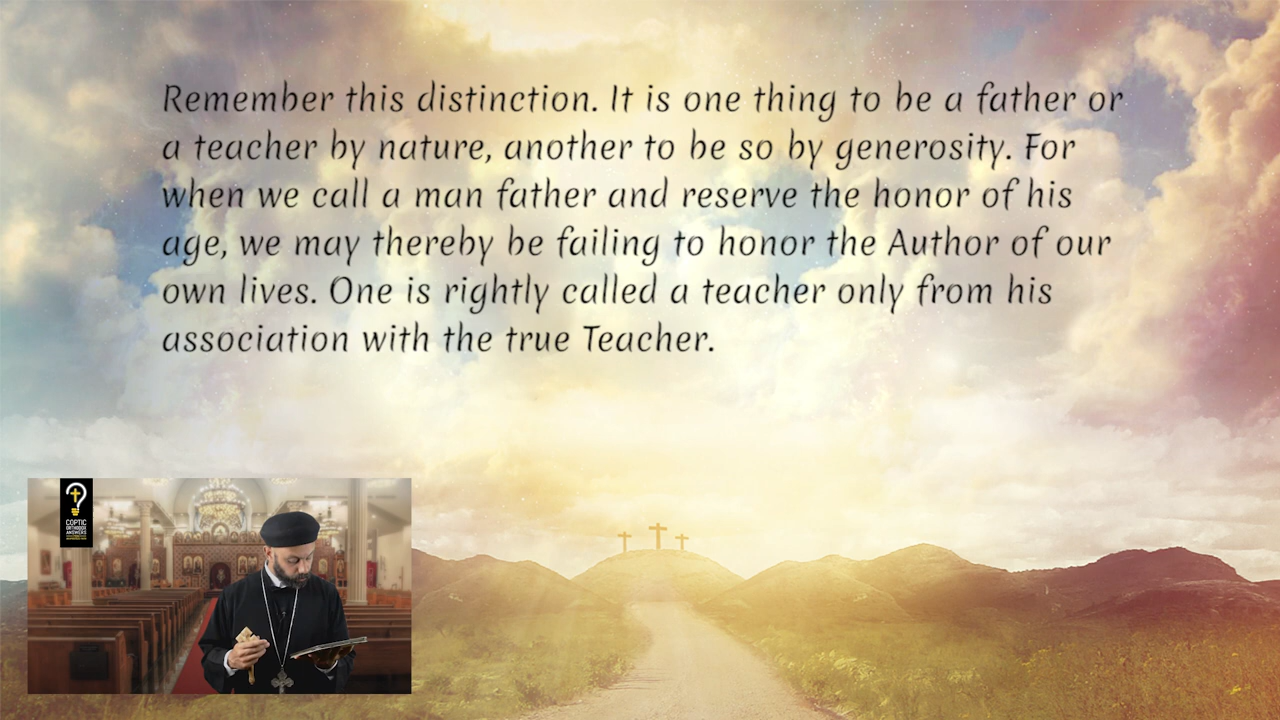 Remember this distinction. It is one thing to be a father or
a teacher by nature, another to be so by generosity. For
when we call a man father and reserve the honor of his
age, we may thereby be failing to honor the Author of our
own lives. One is rightly called a teacher only from his
association with the true Teacher.
COPTIC
ORTHODOX
ANSWERS